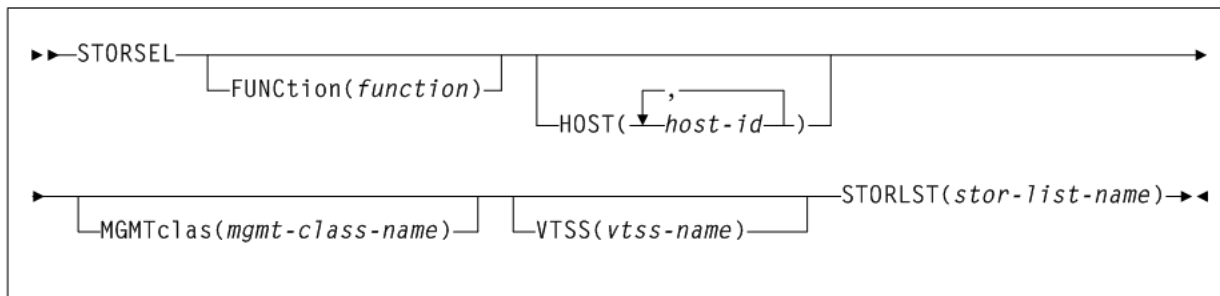 STORSEL
FUNCtion(function)
,
HOST( host-id )
STORLST(stor-list-name)
MGMTclas(mgmt-class-name)
VTSS(vtss-name)